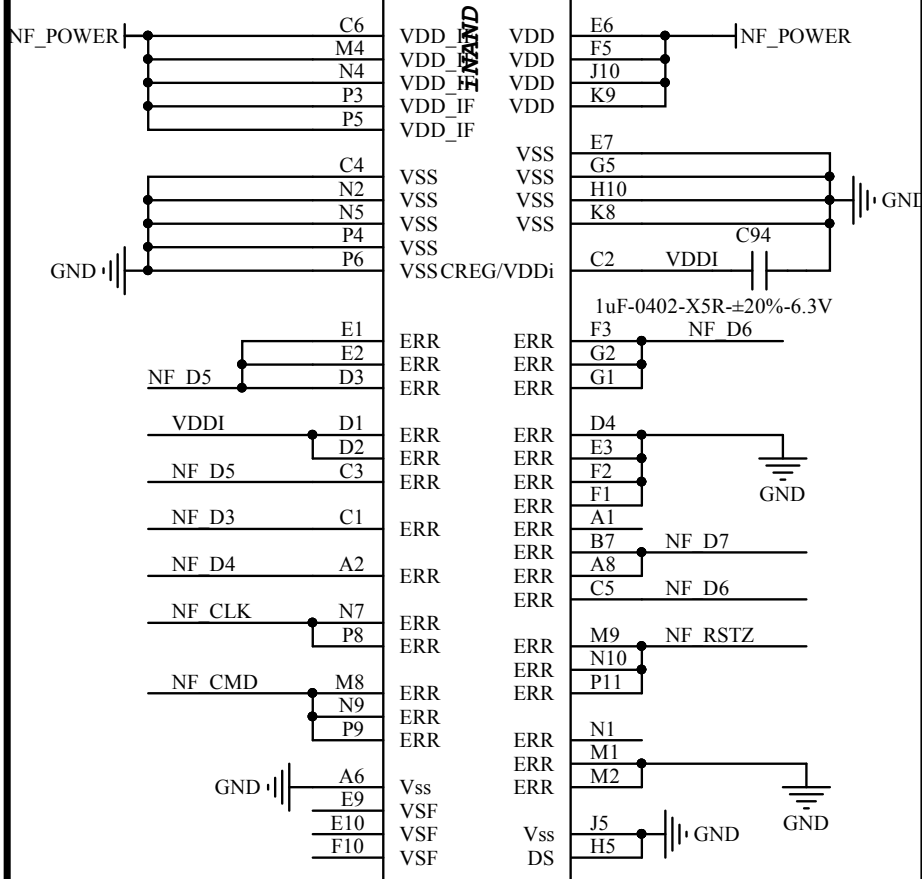 iNAND
NF_POWER
C6 VDD_IF
M4 VDD_IF
N4 VDD_IF
P3 VDD_IF
P5 VDD_IF
VDD E6
VDD F5
VDD J10
VDD K9
NF_POWER
C4 VSS
N2 VSS
N5 VSS
P4 VSS
GND P6 VSS
VSS E7
VSS G5
VSS H10
VSS K8
GND
C94
CREG/VDDi C2 VDDI
1uF-0402-X5R-±20%-6.3V
E1 ERR
E2 ERR
NF_D5 D3 ERR
ERR F3 NF_D6
ERR G2
ERR G1
VDDI D1 ERR
D2 ERR
NF_D5 C3 ERR
NF_D3 C1 ERR
NF_D4 A2 ERR
NF_CLK N7 ERR
P8 ERR
NF_CMD M8 ERR
N9 ERR
P9 ERR
ERR D4
ERR E3
ERR F2
ERR F1
GND
ERR A1
ERR B7 NF_D7
ERR A8
ERR C5 NF_D6
ERR M9 NF_RSTZ
ERR N10
ERR P11
ERR N1
ERR M1
ERR M2
GND
GND A6 Vss
E9 VSF
E10 VSF
F10 VSF
Vss J5
DS H5
GND